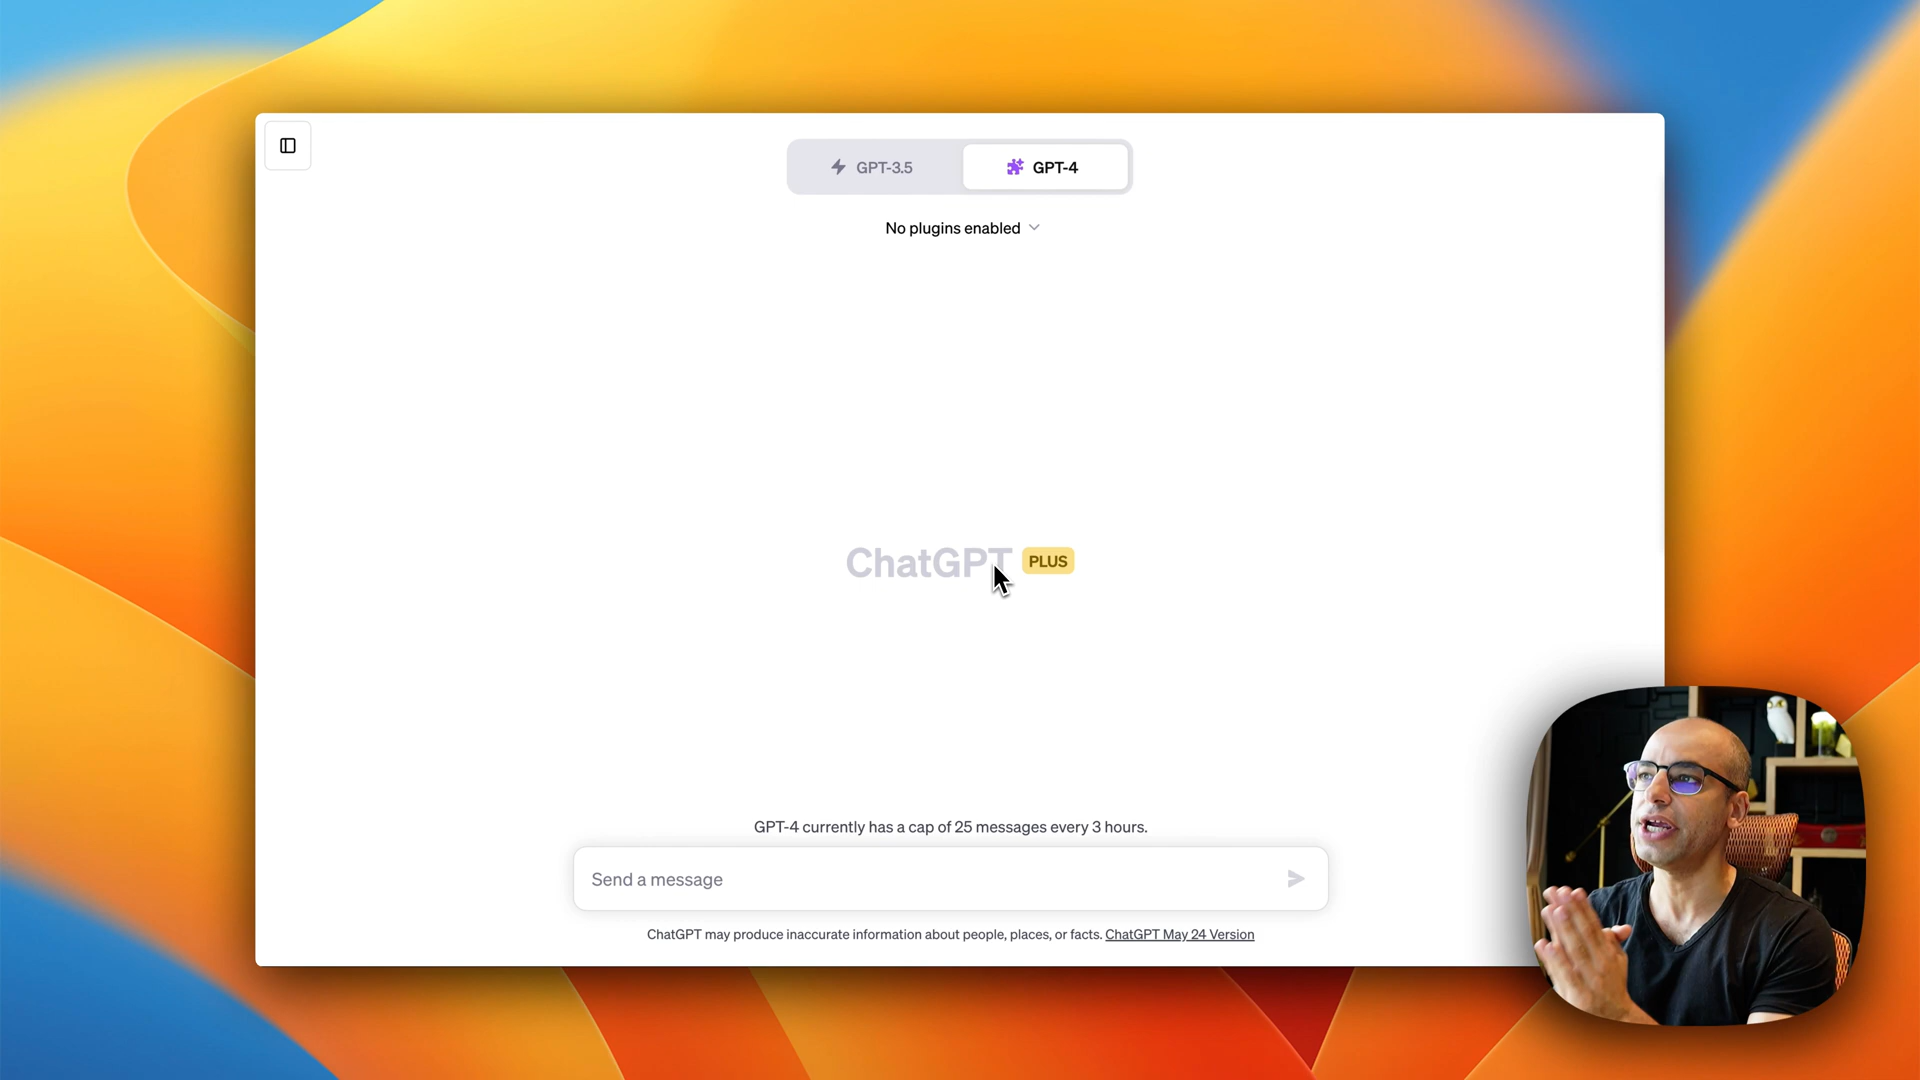 GPT-3.5
GPT-4
No plugins enabled
ChatGPT PLUS
GPT-4 currently has a cap of 25 messages every 3 hours.
Send a message
ChatGPT may produce inaccurate information about people, places, or facts. ChatGPT May 24 Version